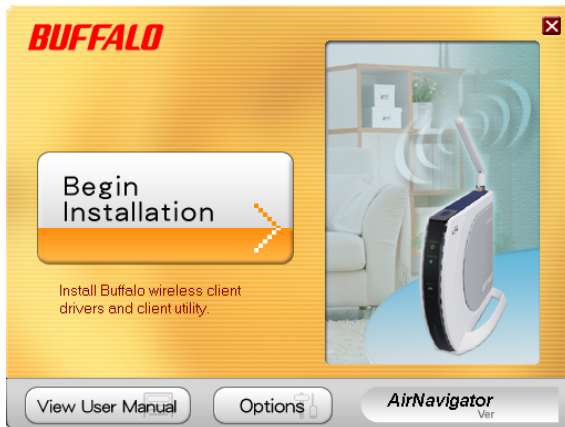 BUFFALO
Begin
Installation
Install Buffalo wireless client
drivers and client utility.
View User Manual
Options
AirNavigator
Ver